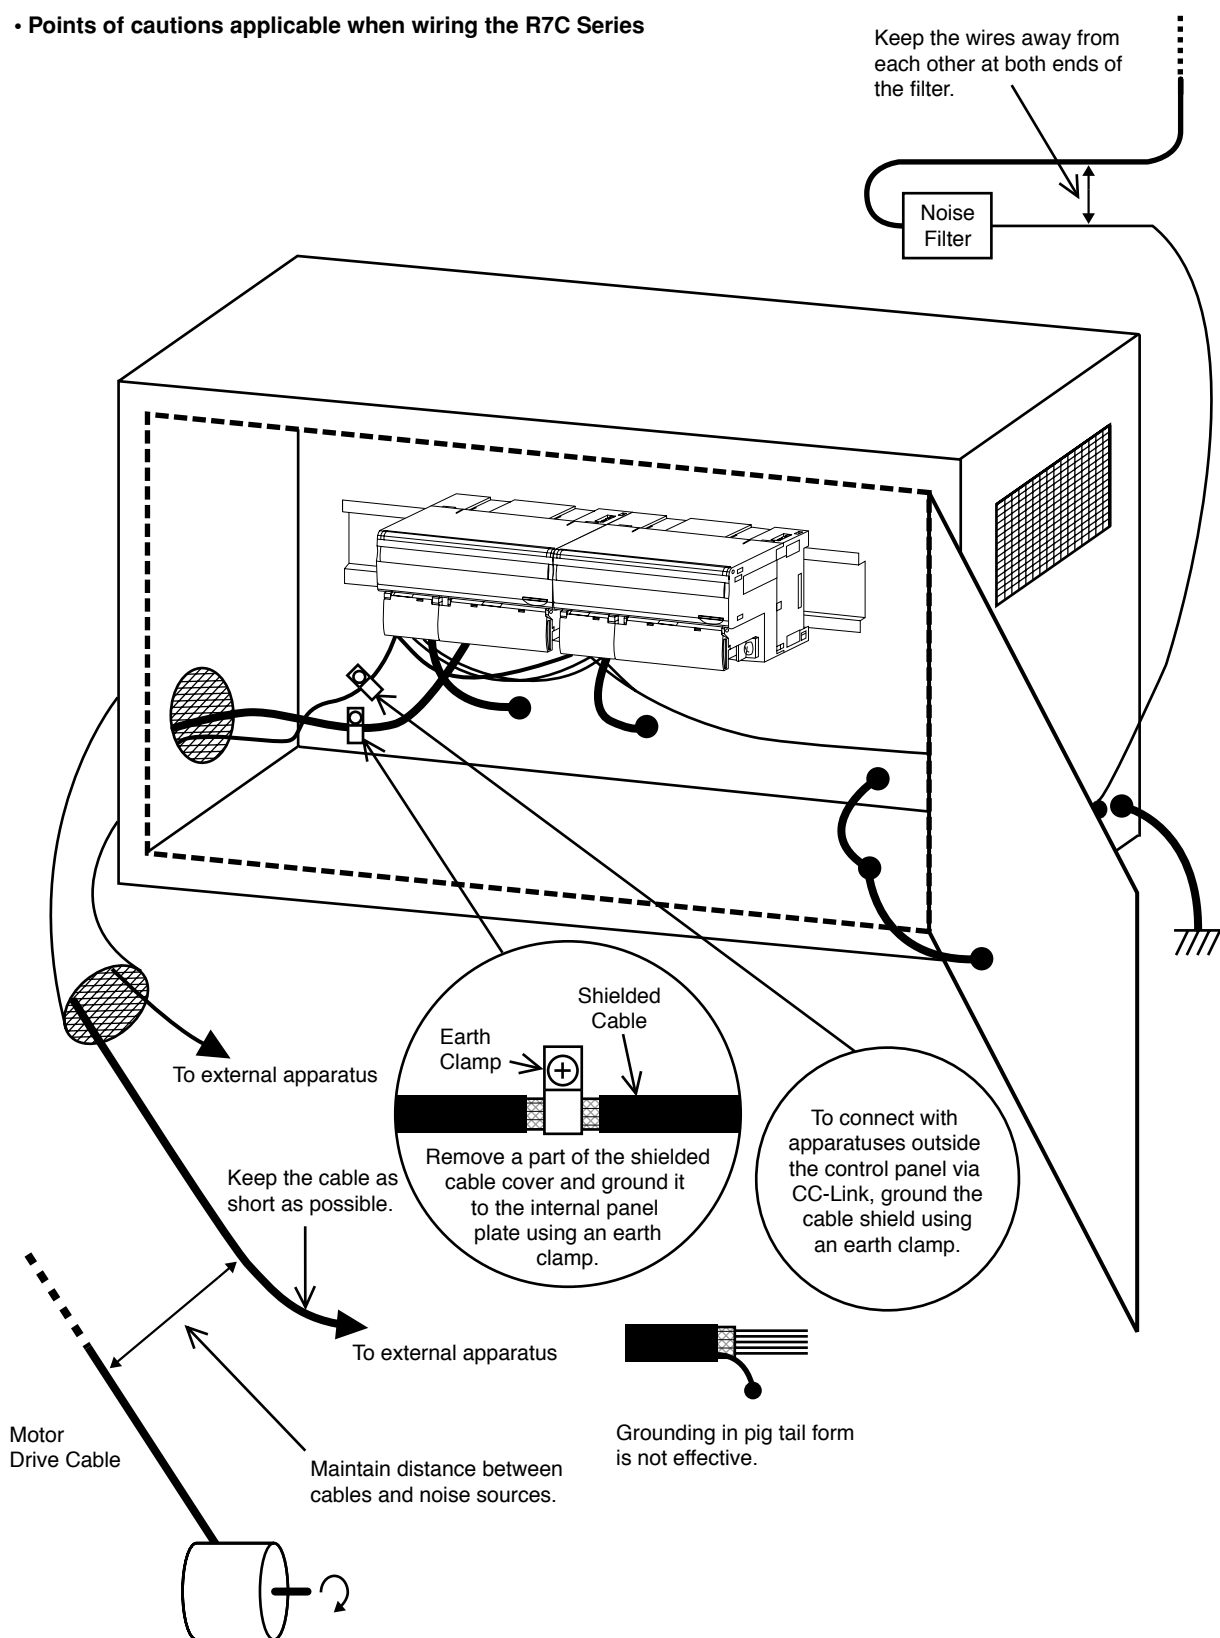 • Points of cautions applicable when wiring the R7C Series
Keep the wires away from
each other at both ends of
the filter.
Noise
Filter
Shielded
Cable
Earth
Clamp
To external apparatus
Remove a part of the shielded
cable cover and ground it
to the internal panel
plate using an earth
clamp.
To connect with
apparatuses outside
the control panel via
CC-Link, ground the
cable shield using
an earth clamp.
Keep the cable as
short as possible.
To external apparatus
Grounding in pig tail form
is not effective.
Motor
Drive Cable
Maintain distance between
cables and noise sources.